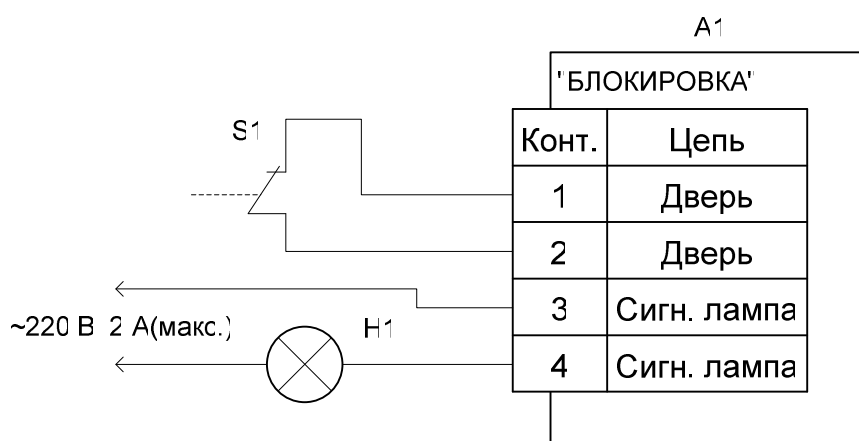 A1
"БЛОКИРОВКА"
S1
Конт. Цепь
1 Дверь
2 Дверь
3 Сигн. лампа
~220 В 2 А(макс.) H1
4 Сигн. лампа